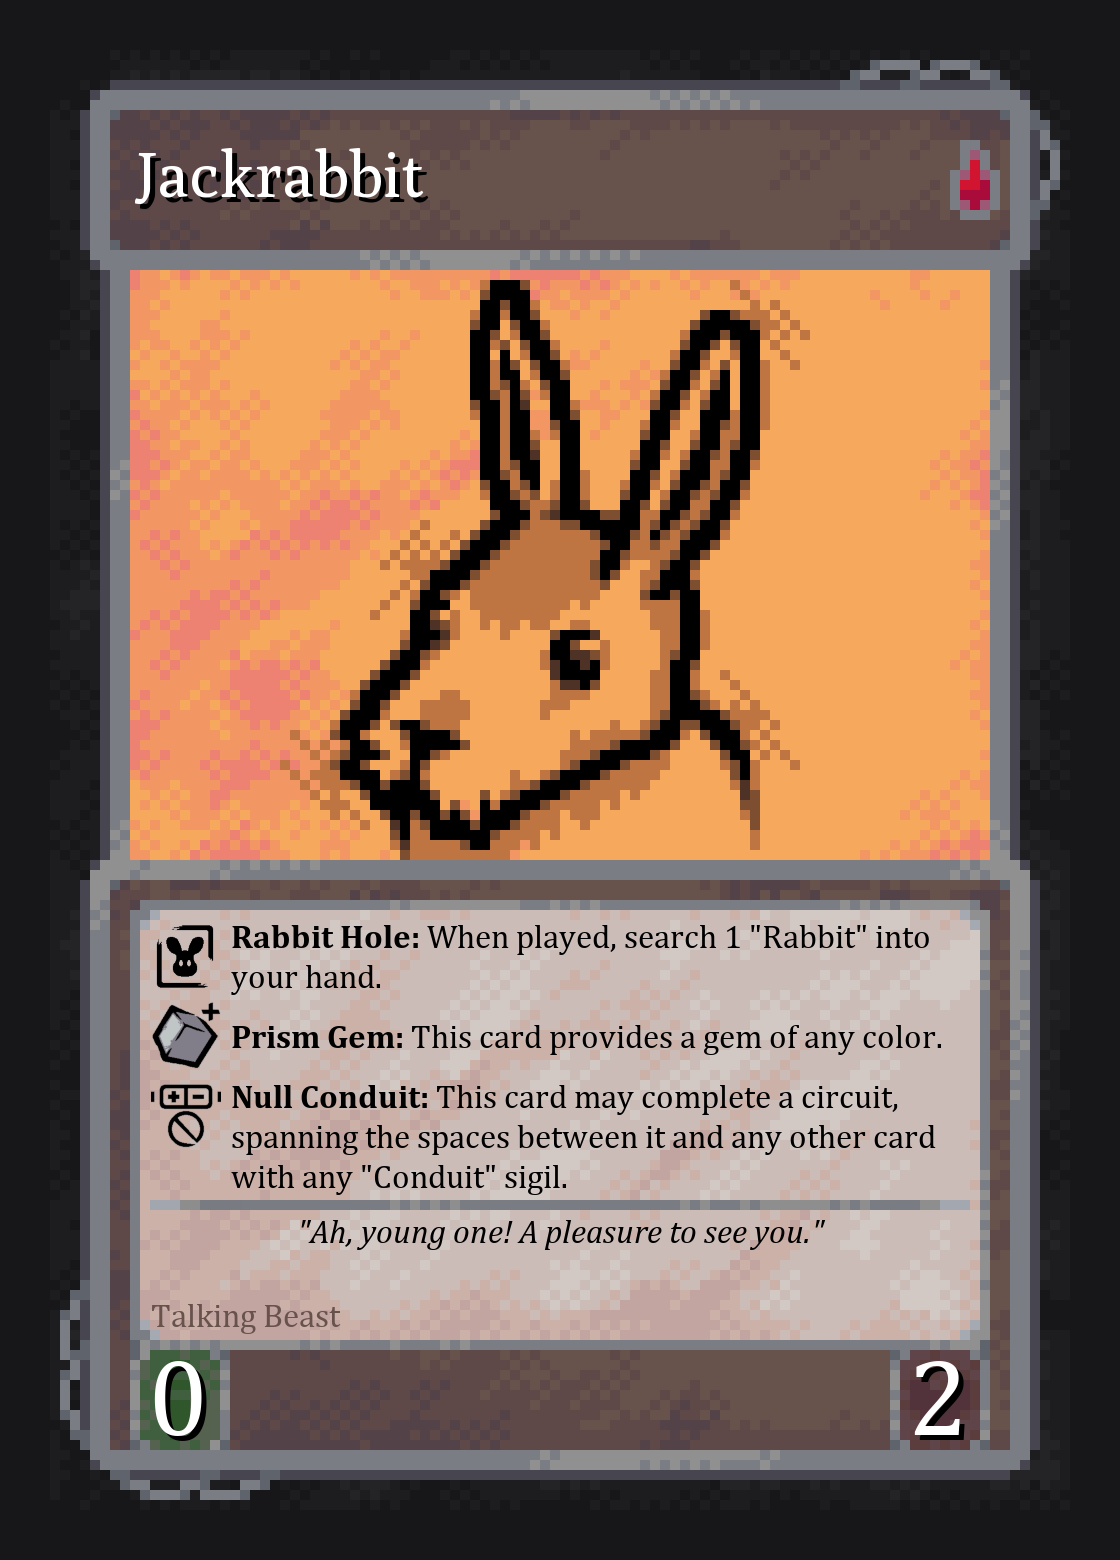 Jackrabbit
Rabbit Hole: When played, search 1 "Rabbit" into
your hand.
Prism Gem: This card provides a gem of any color.
Null Conduit: This card may complete a circuit,
spanning the spaces between it and any other card
with any "Conduit" sigil.
"Ah, young one! A pleasure to see you."
Talking Beast
0
2